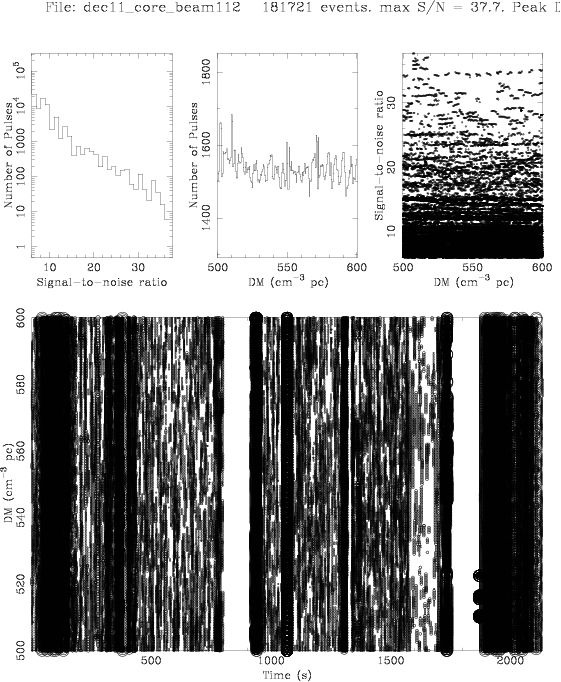 File: dec11_core_beam112 181721 events. max S/N = 37.7. Peak D
Number of Pulses
1 10 100 1000 10⁴ 10⁵
10 20 30
Signal-to-noise ratio
Number of Pulses
1400 1600 1800
500 550 600
DM (cm⁻³ pc)
Signal-to-noise ratio
10 20 30
500 550 600
DM (cm⁻³ pc)
DM (cm⁻³ pc)
500 520 540 560 580 600
500 1000 1500 2000
Time (s)